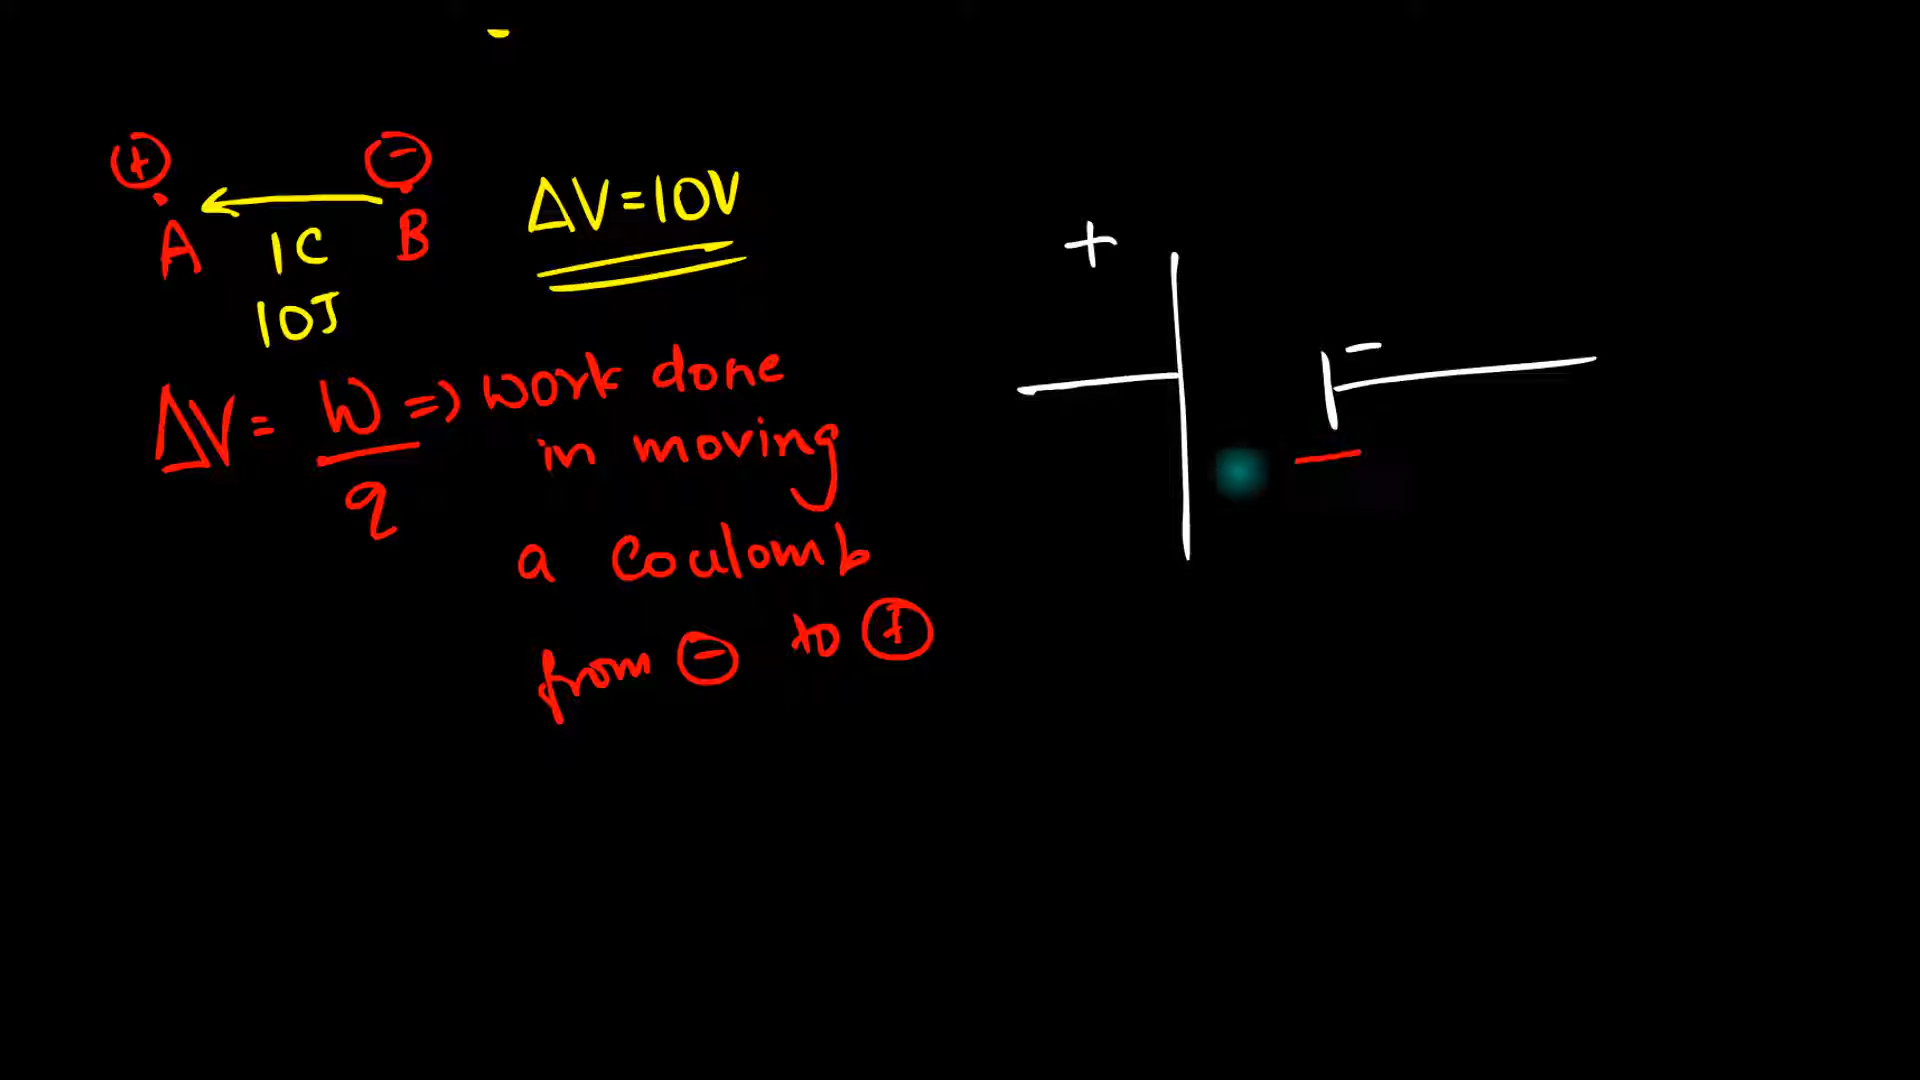 + -
A B
1C
10J
ΔV=10V
ΔV = W/q => work done
in moving
a Coulomb
from - to +
+ -